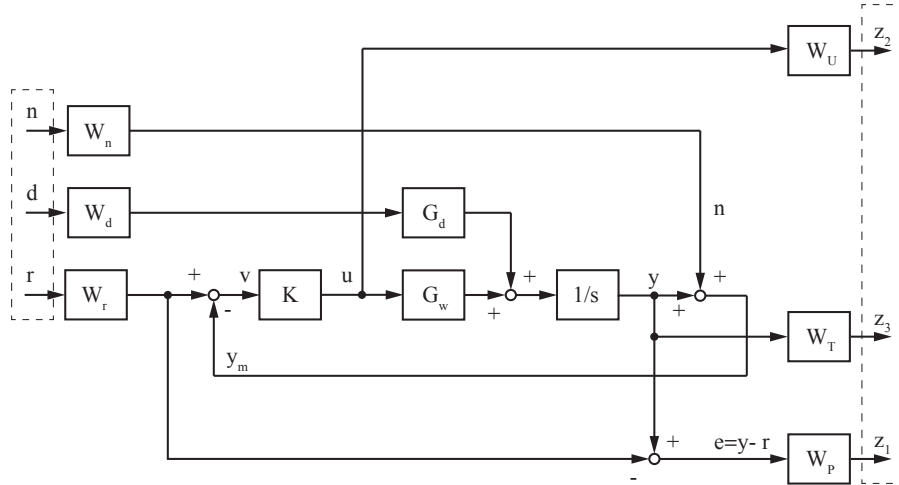 W_U
z_2
n
W_n
d
W_d
G_d
n
r
W_r
+
-
v
K
u
G_w
+
+
1/s
y
+
+
y_m
W_T
z_3
+
-
e=y- r
W_P
z_1